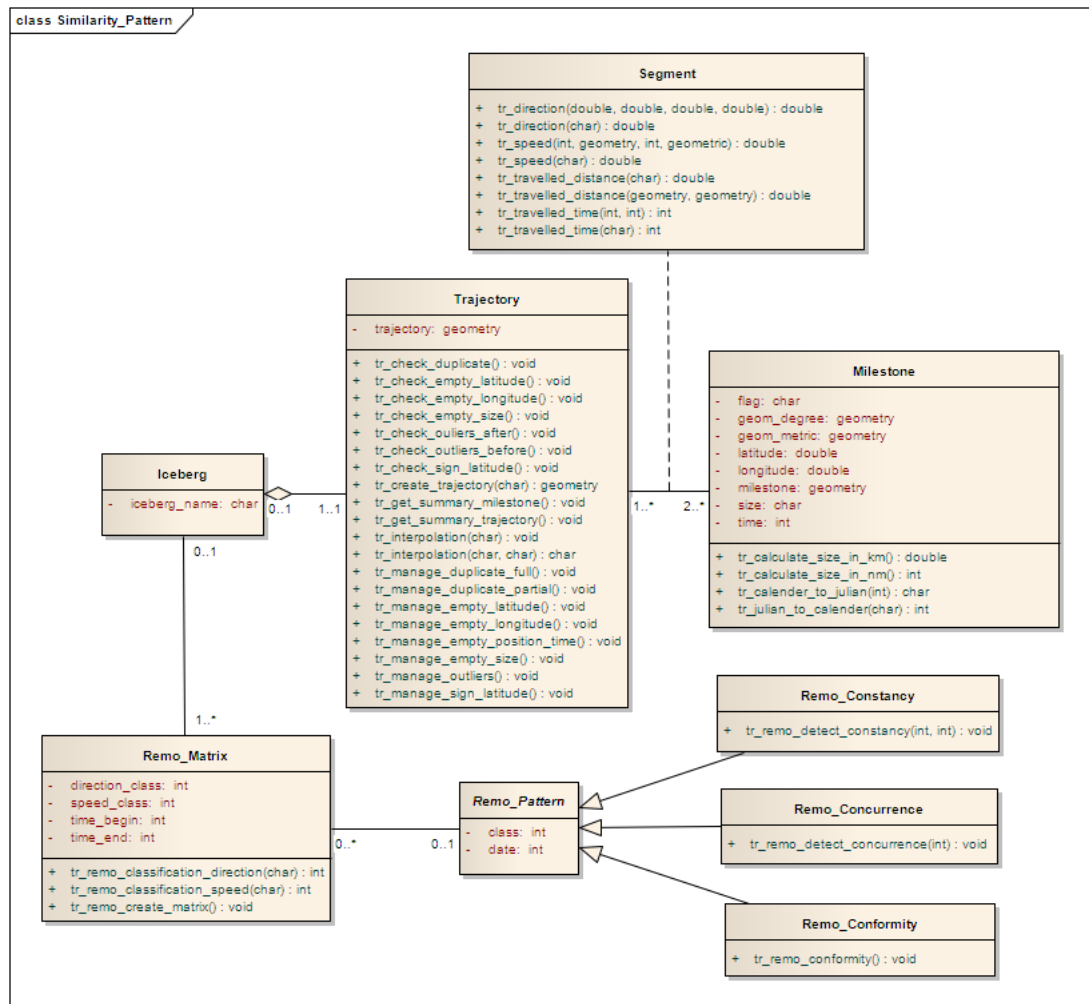 class Similarity_Pattern
Segment
+ tr_direction(double, double, double, double) : double
+ tr_direction(char) : double
+ tr_speed(int, geometry, int, geometric) : double
+ tr_speed(char) : double
+ tr_travelled_distance(char) : double
+ tr_travelled_distance(geometry, geometry) : double
+ tr_travelled_time(int, int) : int
+ tr_travelled_time(char) : int
Trajectory
- trajectory: geometry
+ tr_check_duplicate() : void
+ tr_check_empty_latitude() : void
+ tr_check_empty_longitude() : void
+ tr_check_empty_size() : void
+ tr_check_ouliers_after() : void
+ tr_check_outliers_before() : void
+ tr_check_sign_latitude() : void
+ tr_create_trajectory(char) : geometry
+ tr_get_summary_milestone() : void
+ tr_get_summary_trajectory() : void
+ tr_interpolation(char) : void
+ tr_interpolation(char, char) : char
+ tr_manage_duplicate_full() : void
+ tr_manage_duplicate_partial() : void
+ tr_manage_empty_latitude() : void
+ tr_manage_empty_longitude() : void
+ tr_manage_empty_position_time() : void
+ tr_manage_empty_size() : void
+ tr_manage_outliers() : void
+ tr_manage_sign_latitude() : void
Milestone
- flag: char
- geom_degree: geometry
- geom_metric: geometry
- latitude: double
- longitude: double
- milestone: geometry
- size: char
- time: int
+ tr_calculate_size_in_km() : double
+ tr_calculate_size_in_nm() : int
+ tr_calender_to_julian(int) : char
+ tr_julian_to_calender(char) : int
1..*
2..*
Iceberg
- iceberg_name: char
0..1
1..1
0..1
1..*
Remo_Matrix
- direction_class: int
- speed_class: int
- time_begin: int
- time_end: int
+ tr_remo_classification_direction(char) : int
+ tr_remo_classification_speed(char) : int
+ tr_remo_create_matrix() : void
0..*
0..1
Remo_Pattern
- class: int
- date: int
Remo_Constancy
+ tr_remo_detect_constancy(int, int) : void
Remo_Concurrence
+ tr_remo_detect_concurrence(int) : void
Remo_Conformity
+ tr_remo_conformity() : void